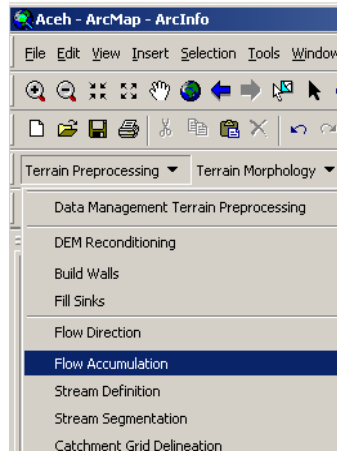 Aceh - ArcMap - ArcInfo
File Edit View Insert Selection Tools Window
Terrain Preprocessing Terrain Morphology
Data Management Terrain Preprocessing
DEM Reconditioning
Build Walls
Fill Sinks
Flow Direction
Flow Accumulation
Stream Definition
Stream Segmentation
Catchment Grid Delineation